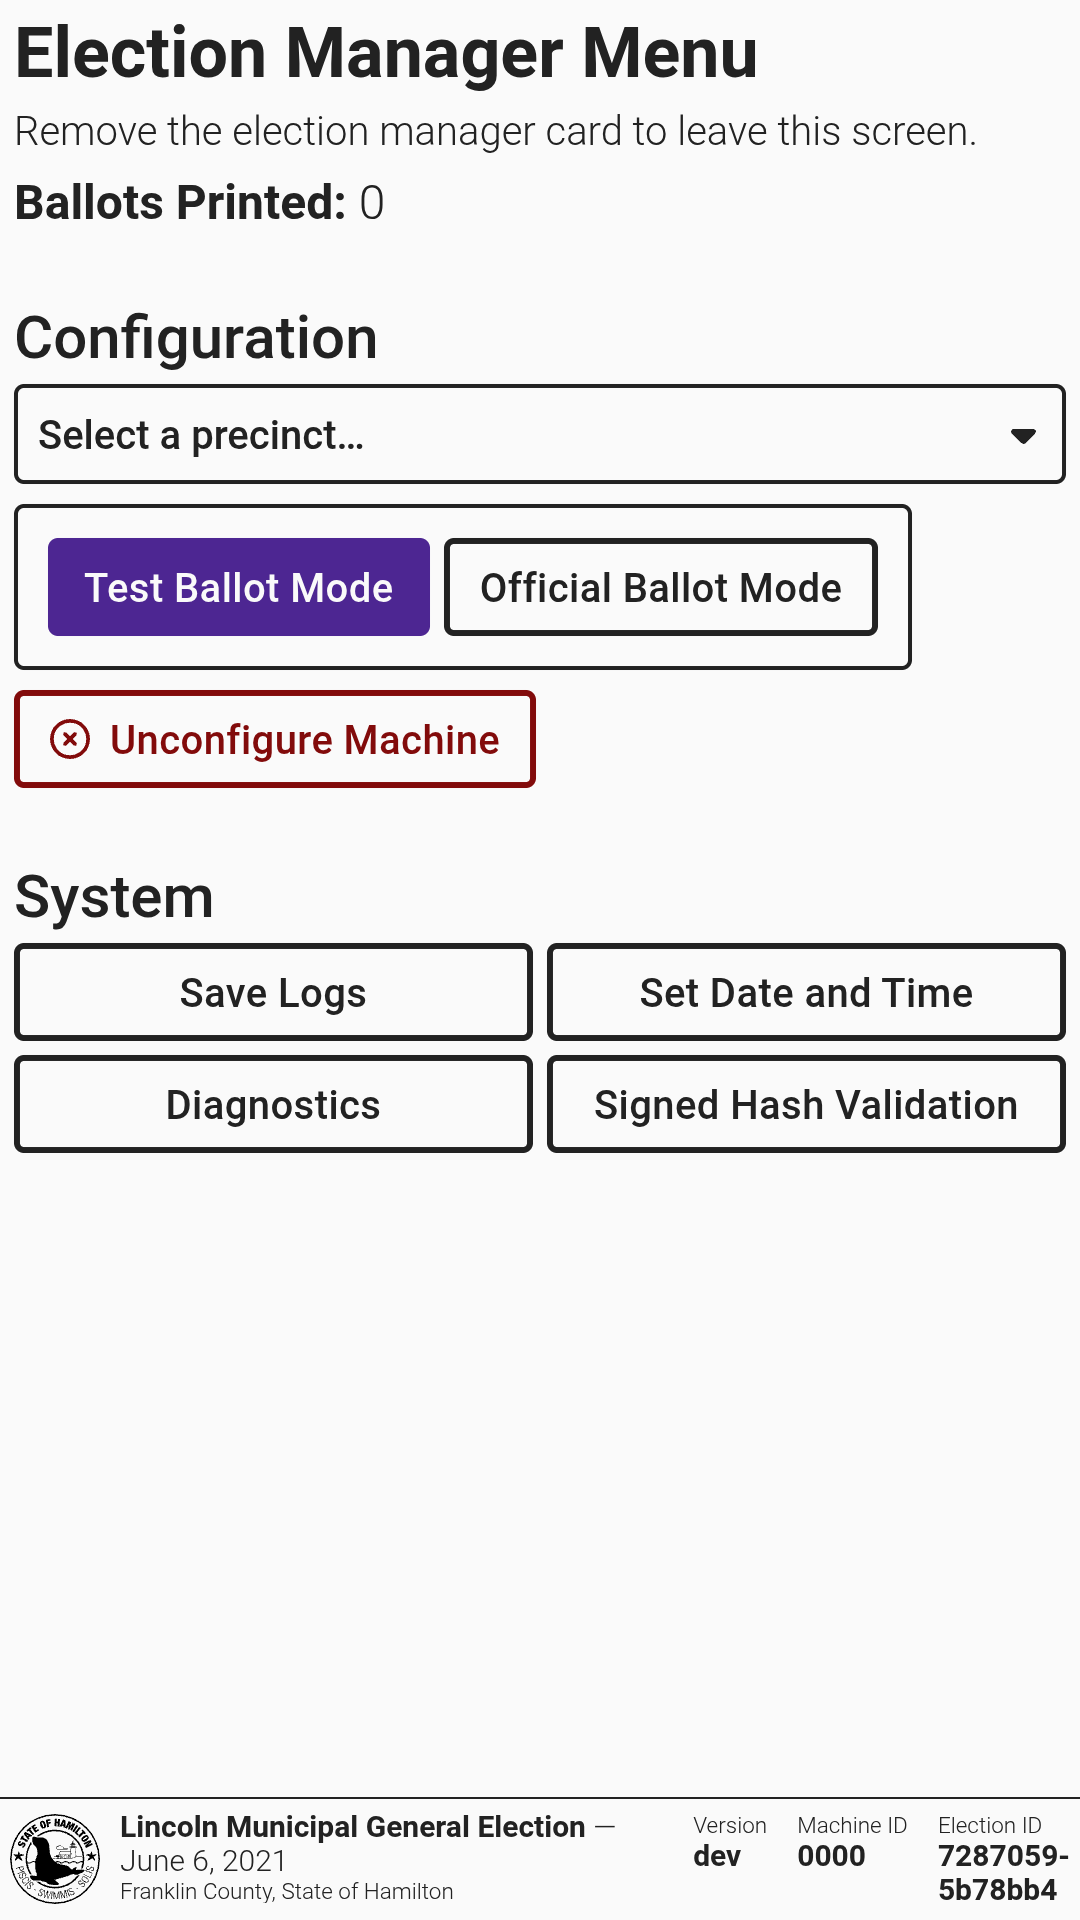 Election Manager Menu
Remove the election manager card to leave this screen.
Ballots Printed: 0
Configuration
Select a precinct…
Test Ballot Mode
Official Ballot Mode
Unconfigure Machine
System
Save Logs
Set Date and Time
Diagnostics
Signed Hash Validation
STATE OF HAMILTON
PISCIS - SWIMMIS - SOLIS
Lincoln Municipal General Election —
June 6, 2021
Franklin County, State of Hamilton
Version
dev
Machine ID
0000
Election ID
7287059-
5b78bb4